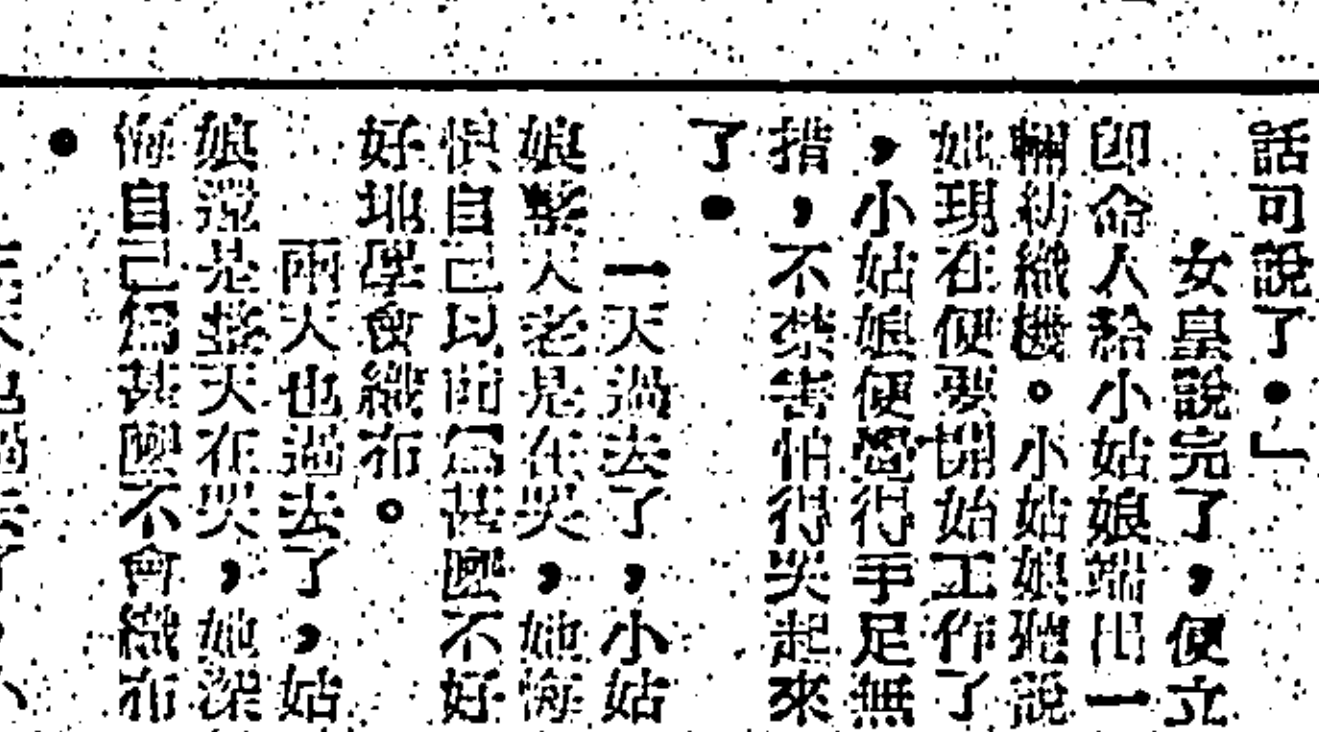 話可說了．」
女皇說完了，便立
卽命人給小姑娘端出一
輛紡織機。小姑娘聽說
她現在便要開始工作了
，小姑娘便覺得手足無
措，不禁害怕得哭起來
了．
一天過去了，小姑
娘整天老是在哭，她悔
恨自己以前爲甚麼不好
好地學會織布。
兩天也過去了，姑
娘還是整天在哭，她深
悔自己爲甚麼不會織布
．